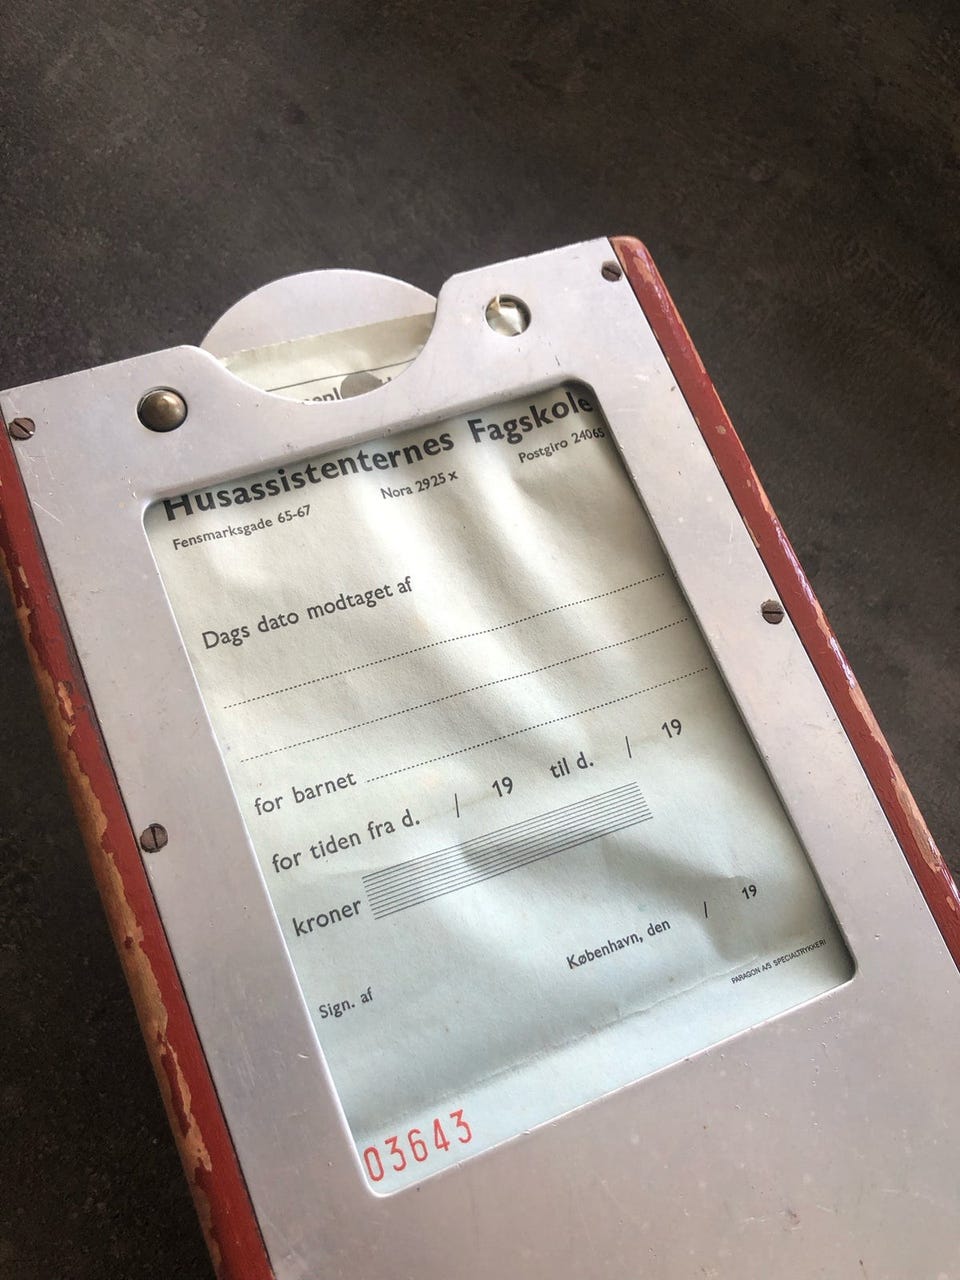 Husassistenternes Fagskole
Fensmarksgade 65-67 Nora 2925 x Postgiro 24065
Dags dato modtaget af
for barnet
for tiden fra d. / 19 til d. / 19
kroner
København, den / 19
Sign. af
PARAGON A/S SPECIALTRYKKERI
03643